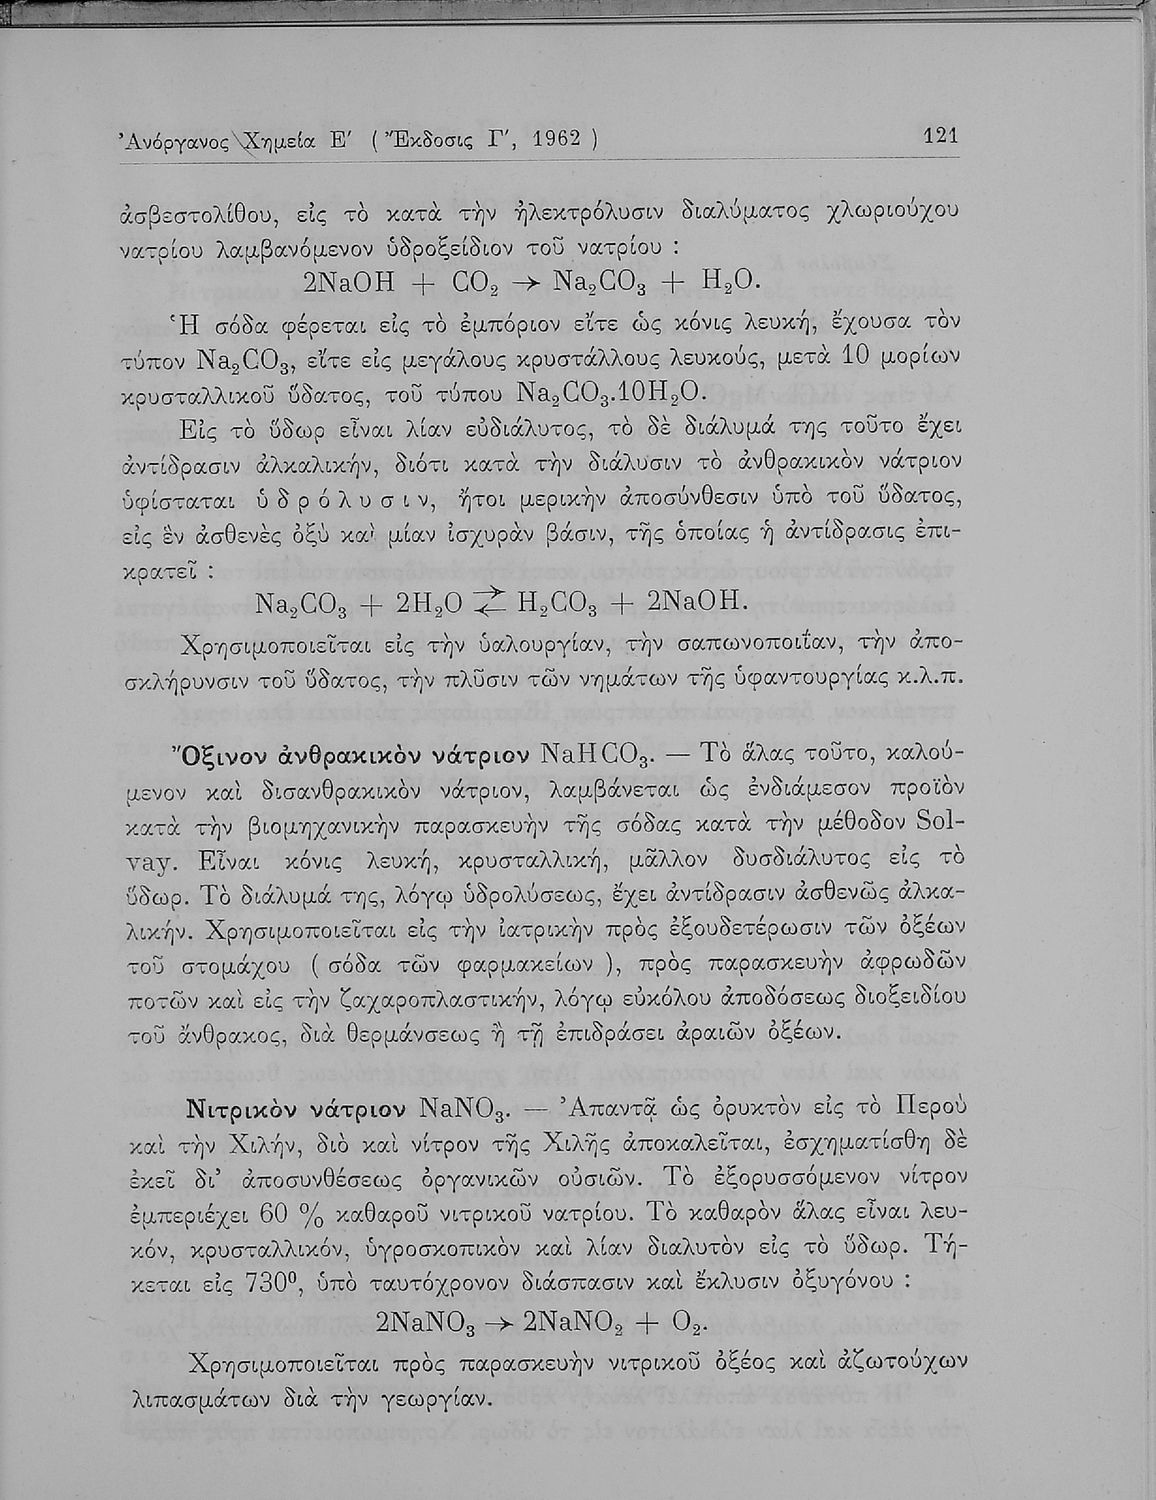 Ἀνόργανος Χημεία Ε′ ( Ἔκδοσις Γ′, 1962 ) 121
ἀσβεστολίθου, εἰς τὸ κατὰ τὴν ἠλεκτρόλυσιν διαλύματος χλωριούχου
νατρίου λαμβανόμενον ὑδροξείδιον τοῦ νατρίου :
2NaOH + CO₂ → Na₂CO₃ + H₂O.
Ἡ σόδα φέρεται εἰς τὸ ἐμπόριον εἴτε ὡς κόνις λευκή, ἔχουσα τὸν
τύπον Na₂CO₃, εἴτε εἰς μεγάλους κρυστάλλους λευκούς, μετὰ 10 μορίων
κρυσταλλικοῦ ὕδατος, τοῦ τύπου Na₂CO₃.10H₂O.
Εἰς τὸ ὕδωρ εἶναι λίαν εὐδιάλυτος, τὸ δὲ διάλυμά της τοῦτο ἔχει
ἀντίδρασιν ἀλκαλικήν, διότι κατὰ τὴν διάλυσιν τὸ ἀνθρακικὸν νάτριον
ὑφίσταται ὑ δ ρ ό λ υ σ ι ν, ἤτοι μερικὴν ἀποσύνθεσιν ὑπὸ τοῦ ὕδατος,
εἰς ἓν ἀσθενὲς ὀξὺ καὶ μίαν ἰσχυρὰν βάσιν, τῆς ὁποίας ἡ ἀντίδρασις ἐπι-
κρατεῖ :
Na₂CO₃ + 2H₂O ⇄ H₂CO₃ + 2NaOH.
Χρησιμοποιεῖται εἰς τὴν ὑαλουργίαν, τὴν σαπωνοποιΐαν, τὴν ἀπο-
σκλήρυνσιν τοῦ ὕδατος, τὴν πλῦσιν τῶν νημάτων τῆς ὑφαντουργίας κ.λ.π.
Ὄξινον ἀνθρακικὸν νάτριον NaHCO₃. — Τὸ ἅλας τοῦτο, καλού-
μενον καὶ δισανθρακικὸν νάτριον, λαμβάνεται ὡς ἐνδιάμεσον προϊὸν
κατὰ τὴν βιομηχανικὴν παρασκευὴν τῆς σόδας κατὰ τὴν μέθοδον Sol-
vay. Εἶναι κόνις λευκή, κρυσταλλική, μᾶλλον δυσδιάλυτος εἰς τὸ
ὕδωρ. Τὸ διάλυμά της, λόγῳ ὑδρολύσεως, ἔχει ἀντίδρασιν ἀσθενῶς ἀλκα-
λικήν. Χρησιμοποιεῖται εἰς τὴν ἰατρικὴν πρὸς ἐξουδετέρωσιν τῶν ὀξέων
τοῦ στομάχου ( σόδα τῶν φαρμακείων ), πρὸς παρασκευὴν ἀφρωδῶν
ποτῶν καὶ εἰς τὴν ζαχαροπλαστικήν, λόγῳ εὐκόλου ἀποδόσεως διοξειδίου
τοῦ ἄνθρακος, διὰ θερμάνσεως ἢ τῇ ἐπιδράσει ἀραιῶν ὀξέων.
Νιτρικὸν νάτριον NaNO₃. — Ἀπαντᾷ ὡς ὀρυκτὸν εἰς τὸ Περοὺ
καὶ τὴν Χιλήν, διὸ καὶ νίτρον τῆς Χιλῆς ἀποκαλεῖται, ἐσχηματίσθη δὲ
ἐκεῖ δι’ ἀποσυνθέσεως ὀργανικῶν οὐσιῶν. Τὸ ἐξορυσσόμενον νίτρον
ἐμπεριέχει 60 % καθαροῦ νιτρικοῦ νατρίου. Τὸ καθαρὸν ἅλας εἶναι λευ-
κόν, κρυσταλλικόν, ὑγροσκοπικὸν καὶ λίαν διαλυτὸν εἰς τὸ ὕδωρ. Τή-
κεται εἰς 730⁰, ὑπὸ ταυτόχρονον διάσπασιν καὶ ἔκλυσιν ὀξυγόνου :
2NaNO₃ → 2NaNO₂ + O₂.
Χρησιμοποιεῖται πρὸς παρασκευὴν νιτρικοῦ ὀξέος καὶ ἀζωτούχων
λιπασμάτων διὰ τὴν γεωργίαν.